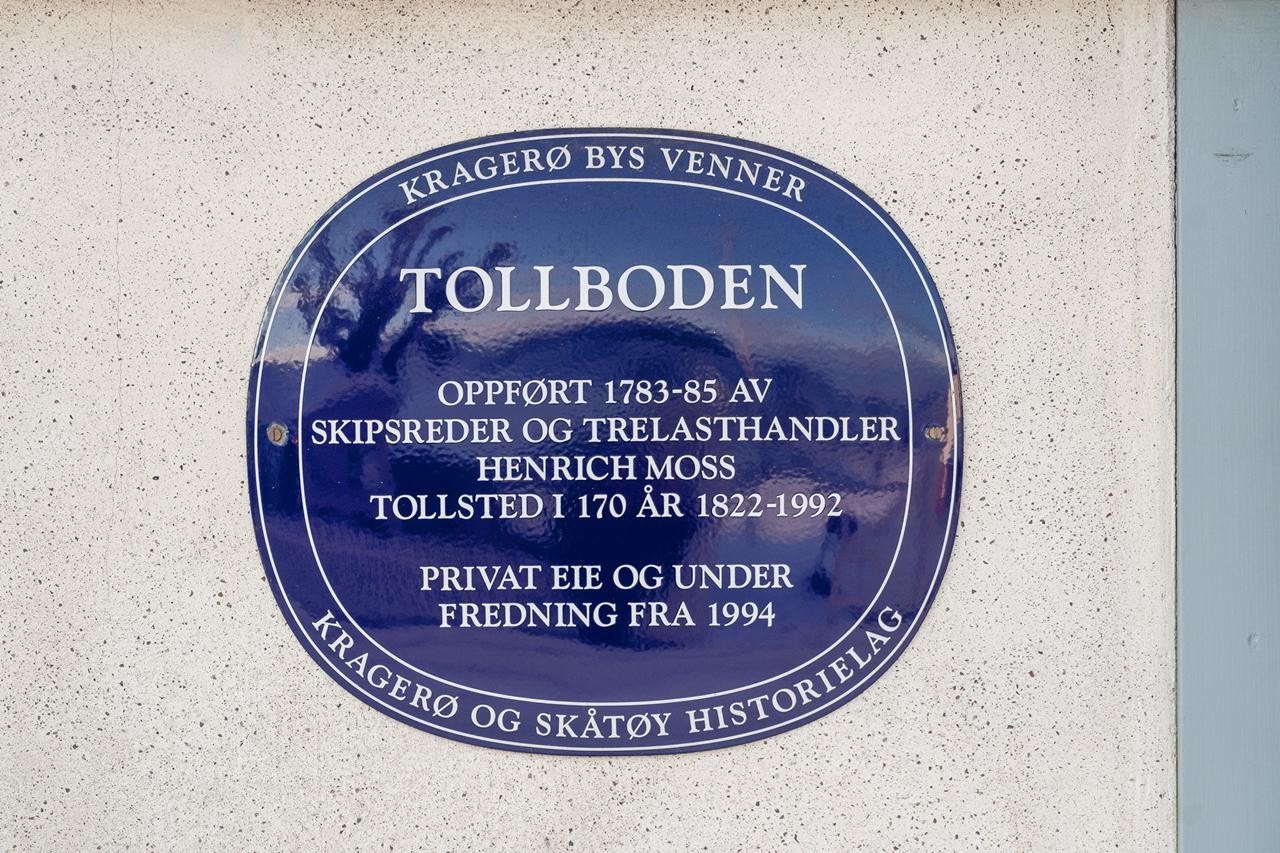 KRAGERØ BYS VENNER
TOLLBODEN
OPPFØRT 1783-85 AV
SKIPSREDER OG TRELASTHANDLER
HENRICH MOSS
TOLLSTED I 170 ÅR 1822-1992
PRIVAT EIE OG UNDER
FREDNING FRA 1994
KRAGERØ OG SKÅTØY HISTORIELAG